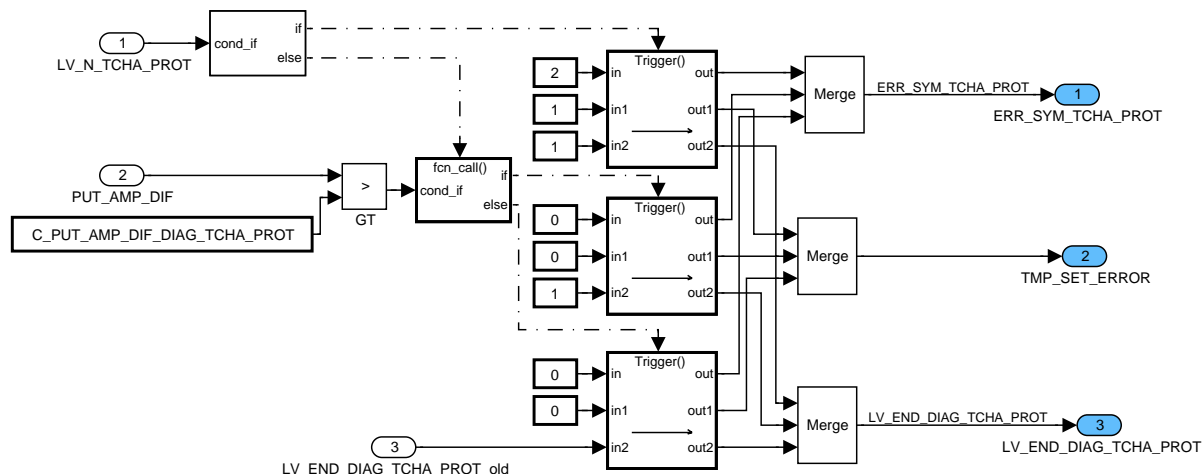 if
Trigger()
1
cond_if
else
LV_N_TCHA_PROT
2
in
out
ERR_SYM_TCHA_PROT
1
Merge
1
in1
out1
ERR_SYM_TCHA_PROT
1
in2
out2
fcn_call()
if
2
>
cond_if
Trigger()
PUT_AMP_DIF
else
GT
0
in
out
C_PUT_AMP_DIF_DIAG_TCHA_PROT
0
in1
out1
Merge
2
TMP_SET_ERROR
1
in2
out2
Trigger()
0
in
out
0
in1
out1
LV_END_DIAG_TCHA_PROT
Merge
3
3
in2
out2
LV_END_DIAG_TCHA_PROT
LV_END_DIAG_TCHA_PROT_old